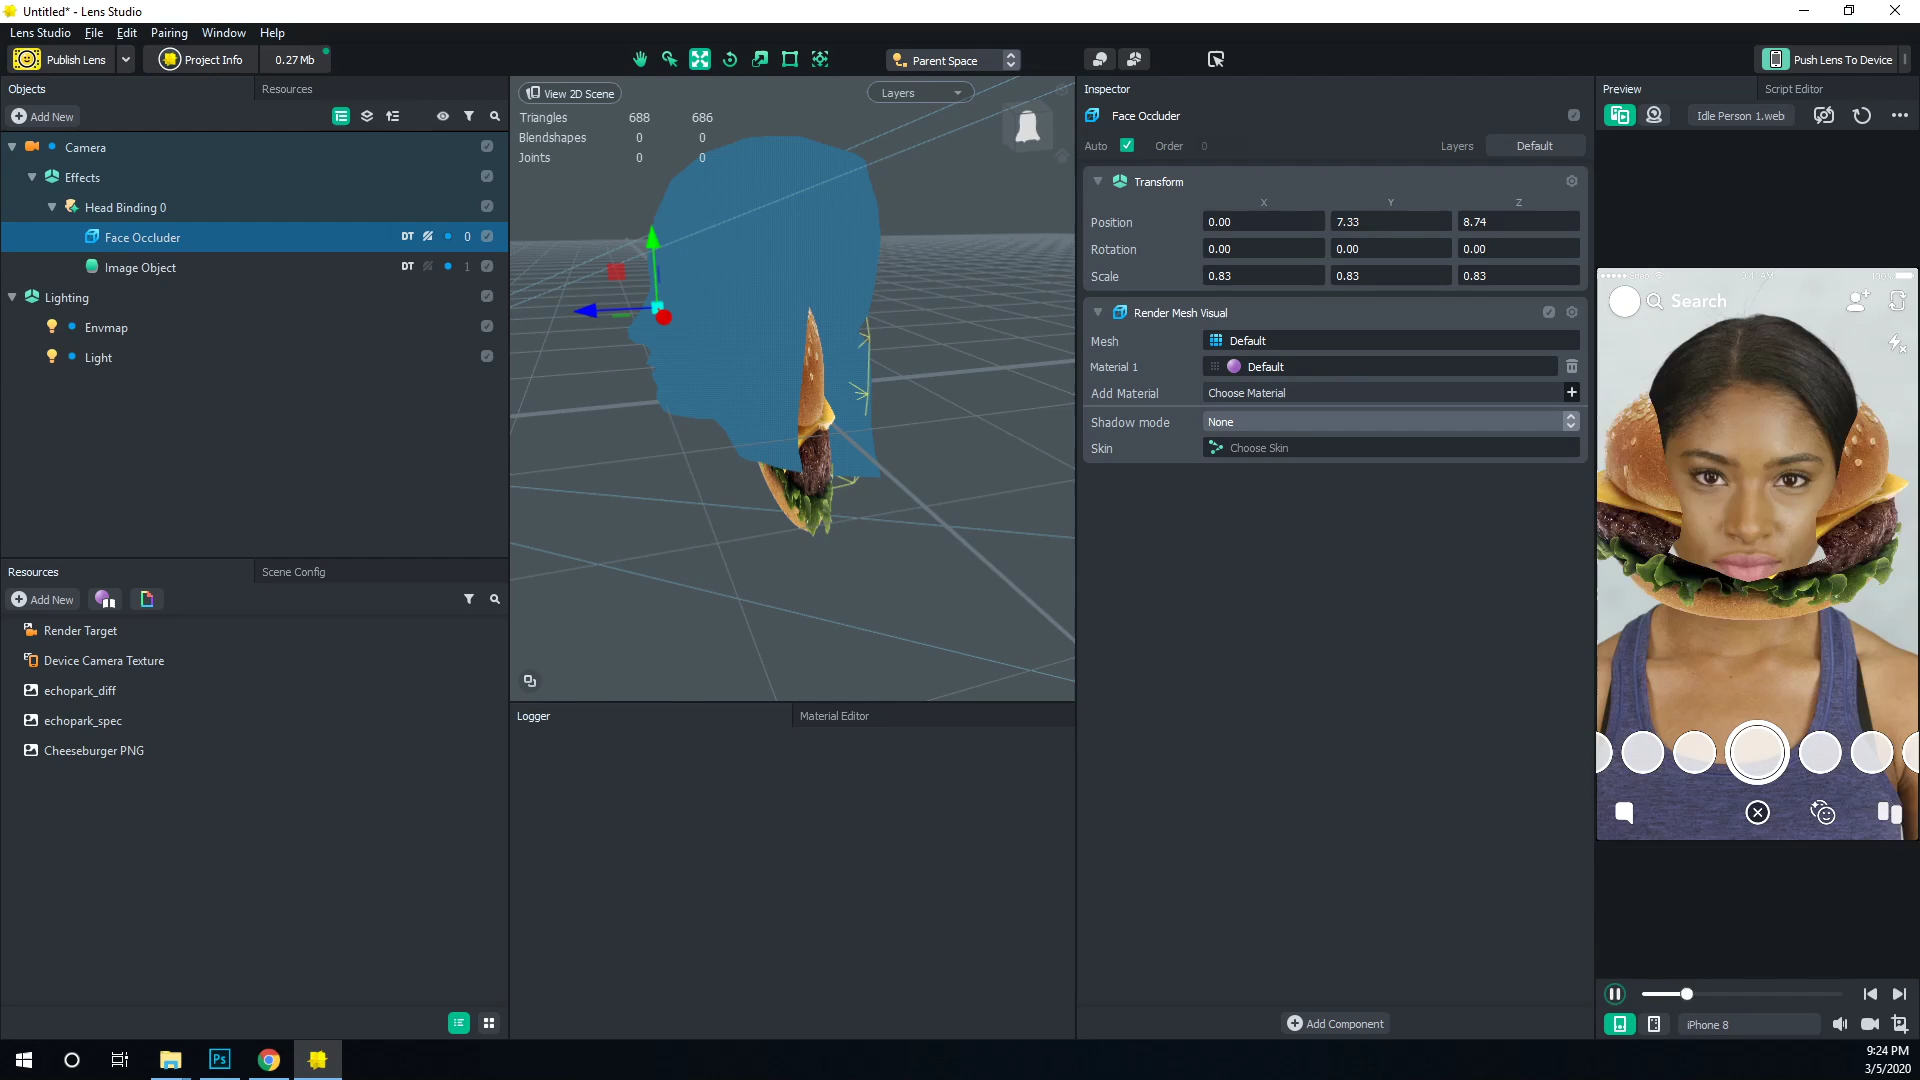 Untitled* - Lens Studio
Lens Studio File Edit Pairing Window Help
Publish Lens Project Info 0.27 Mb Parent Space Push Lens To Device
Objects Resources
Add New
Camera
Effects
Head Binding 0
Face Occluder DT 0
Image Object DT 1
Lighting
Envmap
Light
Resources Scene Config
Add New
Render Target
Device Camera Texture
echopark_diff
echopark_spec
Cheeseburger PNG
View 2D Scene Layers
Triangles 688 686
Blendshapes 0 0
Joints 0 0
Logger Material Editor
Inspector
Face Occluder
Auto Order 0 Layers Default
Transform
X Y Z
Position 0.00 7.33 8.74
Rotation 0.00 0.00 0.00
Scale 0.83 0.83 0.83
Render Mesh Visual
Mesh Default
Material 1 Default
Add Material Choose Material
Shadow mode None
Skin Choose Skin
Add Component
Preview Script Editor
Idle Person 1.web
Search
iPhone 8
Ps
9:24 PM
3/5/2020